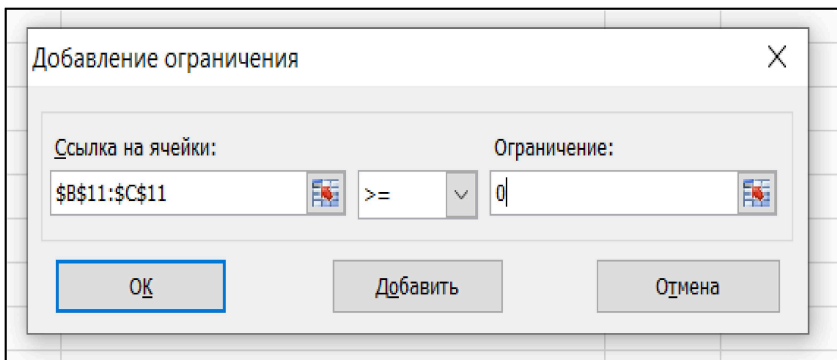 Добавление ограничения
Ссылка на ячейки:
Ограничение:
$B$11:$C$11
>=
0
ОК
Добавить
Отмена